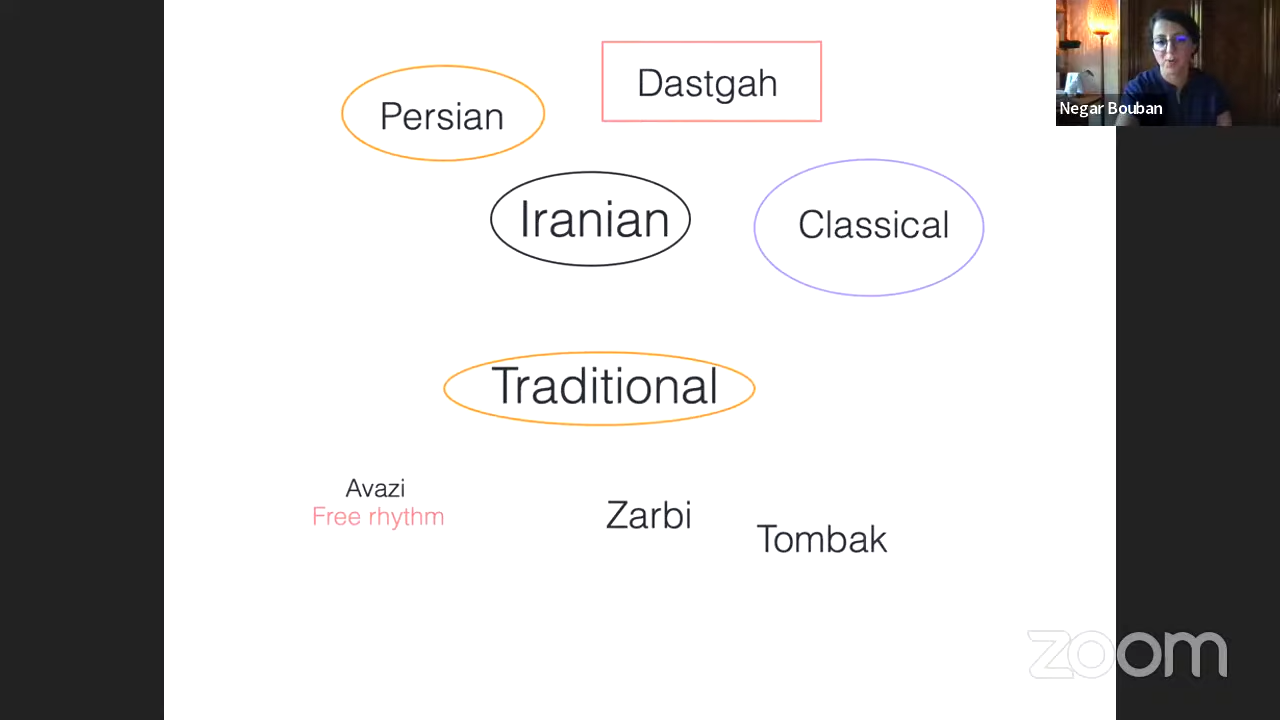 Dastgah
Persian
Negar Bouban
Iranian
Classical
Traditional
Avazi
Free rhythm
Zarbi
Tombak
zoom